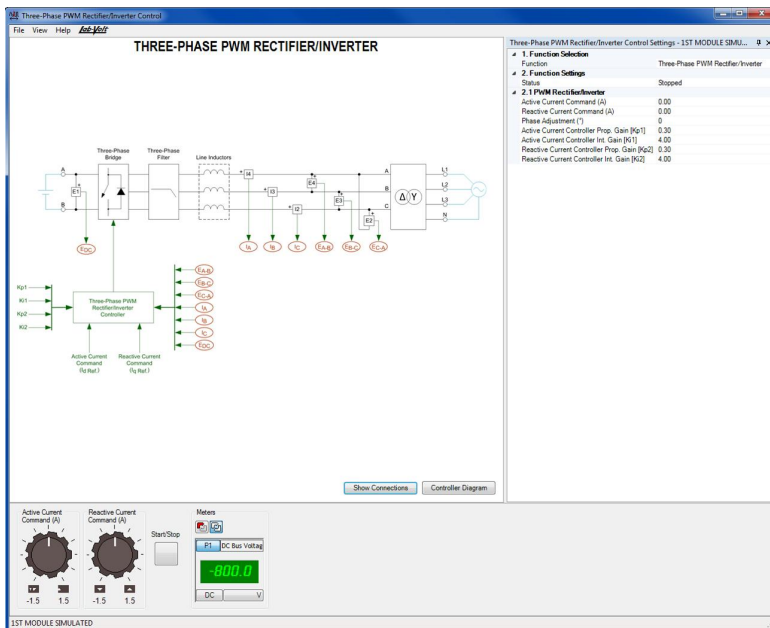 Three-Phase PWM Rectifier/Inverter Control
File View Help Lab-Volt
THREE-PHASE PWM RECTIFIER/INVERTER
Three-Phase PWM Rectifier/Inverter Control Settings - 1ST MODULE SIMU...
1. Function Selection
Function Three-Phase PWM Rectifier/Inverter
2. Function Settings
Status Stopped
2.1 PWM Rectifier/Inverter
Active Current Command (A) 0.00
Reactive Current Command (A) 0.00
Phase Adjustment (°) 0
Active Current Controller Prop. Gain [Kp1] 0.30
Active Current Controller Int. Gain [Ki1] 4.00
Reactive Current Controller Prop. Gain [Kp2] 0.30
Reactive Current Controller Int. Gain [Ki2] 4.00
Three-Phase
Bridge
Three-Phase
Filter
Line Inductors
A
I4
A
L1
E1
I3
E4
B
Δ Y
L2
B
I2
E3
C
L3
E2
N
EDC
IA
IB
IC
EA-B
EB-C
EC-A
Kp1
Ki1
Kp2
Ki2
Three-Phase PWM
Rectifier/Inverter
Controller
EA-B
EB-C
EC-A
IA
IB
IC
EDC
Active Current
Command
(Id Ref.)
Reactive Current
Command
(Iq Ref.)
Show Connections
Controller Diagram
Active Current
Command (A)
Reactive Current
Command (A)
Start/Stop
Meters
P1 DC Bus Voltag
-800.0
DC V
-1.5 1.5
-1.5 1.5
1ST MODULE SIMULATED